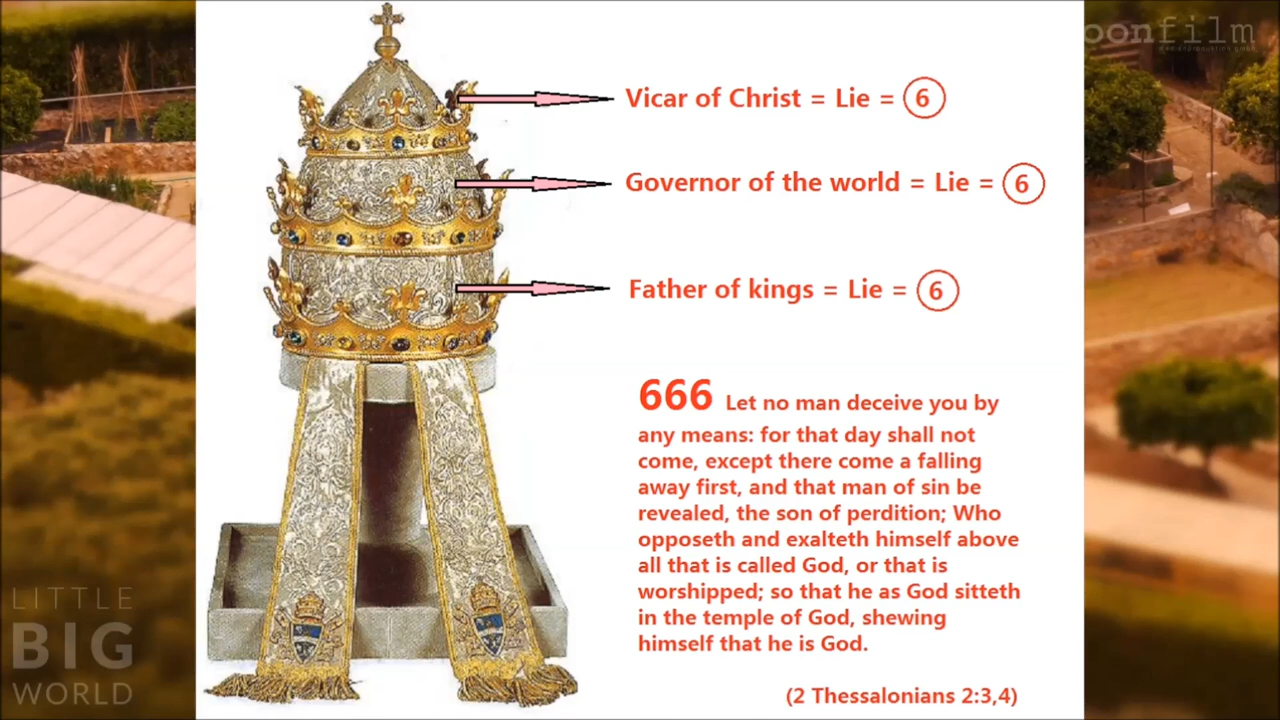 oonfilm
Vicar of Christ = Lie = 6
Governor of the world = Lie = 6
Father of kings = Lie = 6
666 Let no man deceive you by
any means: for that day shall not
come, except there come a falling
away first, and that man of sin be
revealed, the son of perdition; Who
opposeth and exalteth himself above
all that is called God, or that is
worshipped; so that he as God sitteth
in the temple of God, shewing
himself that he is God.
(2 Thessalonians 2:3,4)
LITTLE
BIG
WORLD